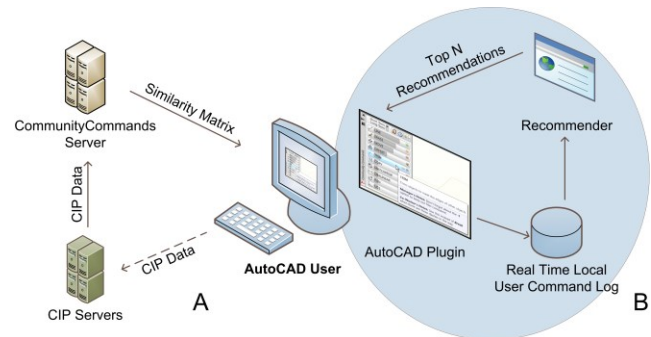 Top N
Recommendations
Similarity Matrix
CommunityCommands
Server
Recommender
CIP Data
CIP Data
AutoCAD User
AutoCAD Plugin
Real Time Local
User Command Log
CIP Servers
A
B